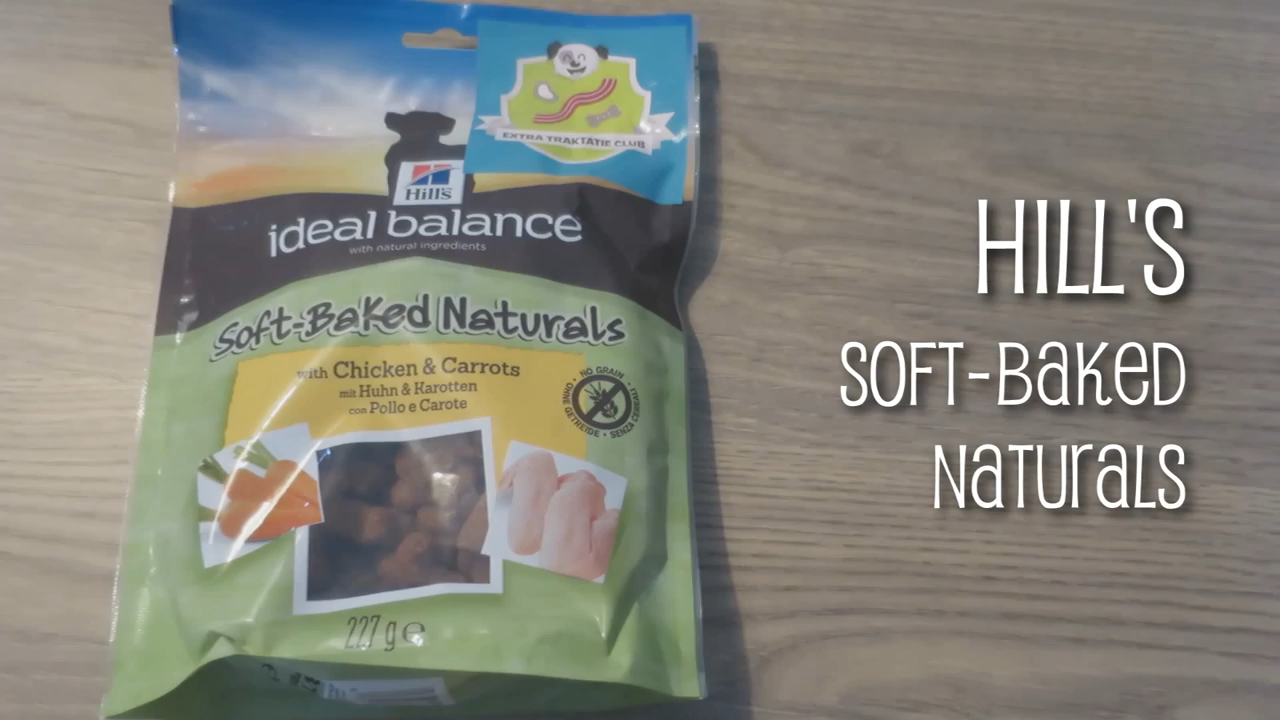 EXTRA TRAKTATIE CLUB
Hill's
ideal balance
with natural ingredients
Soft-Baked Naturals
with Chicken & Carrots
mit Huhn & Karotten
con Pollo e Carote
NO GRAIN
OHNE GETREIDE • SENZA CEREALI
227 g e
HILL'S
SOFT-BAKED
NATURALS